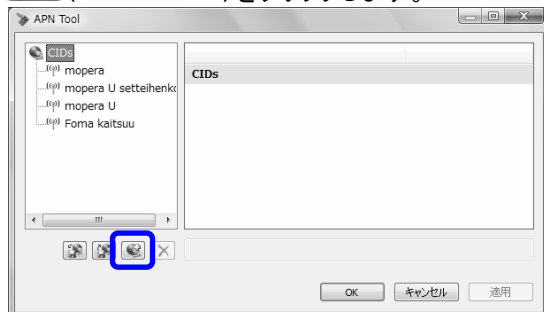 をクリックします。
APN Tool
CIDs
mopera
mopera U setteihenko
mopera U
Foma kaitsuu
CIDs
OK
キャンセル
適用